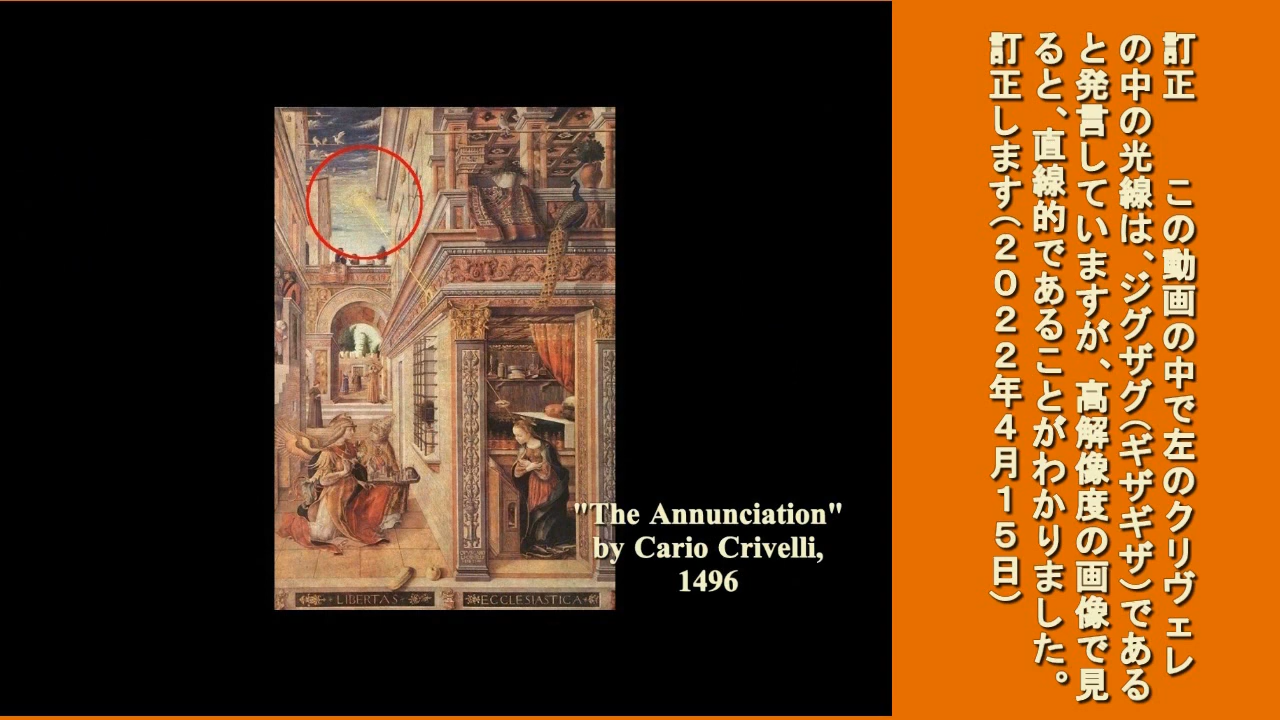 訂正　　この動画の中で左のクリヴェレ
の中の光線は、ジグザグ（ギザギザ）である
と発言していますが、高解像度の画像で見
ると、直線的であることがわかりました。
訂正します（２０２２年４月１５日）
"The Annunciation"
by Cario Crivelli,
1496
LIBERTAS ECCLESIASTICA